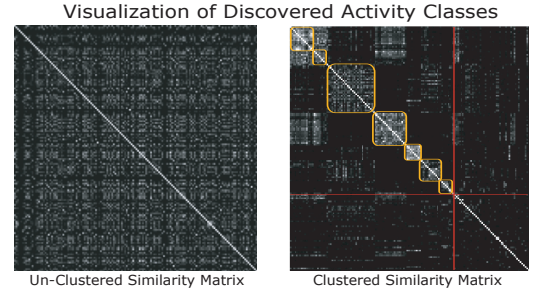 Visualization of Discovered Activity Classes
Un-Clustered Similarity Matrix
Clustered Similarity Matrix